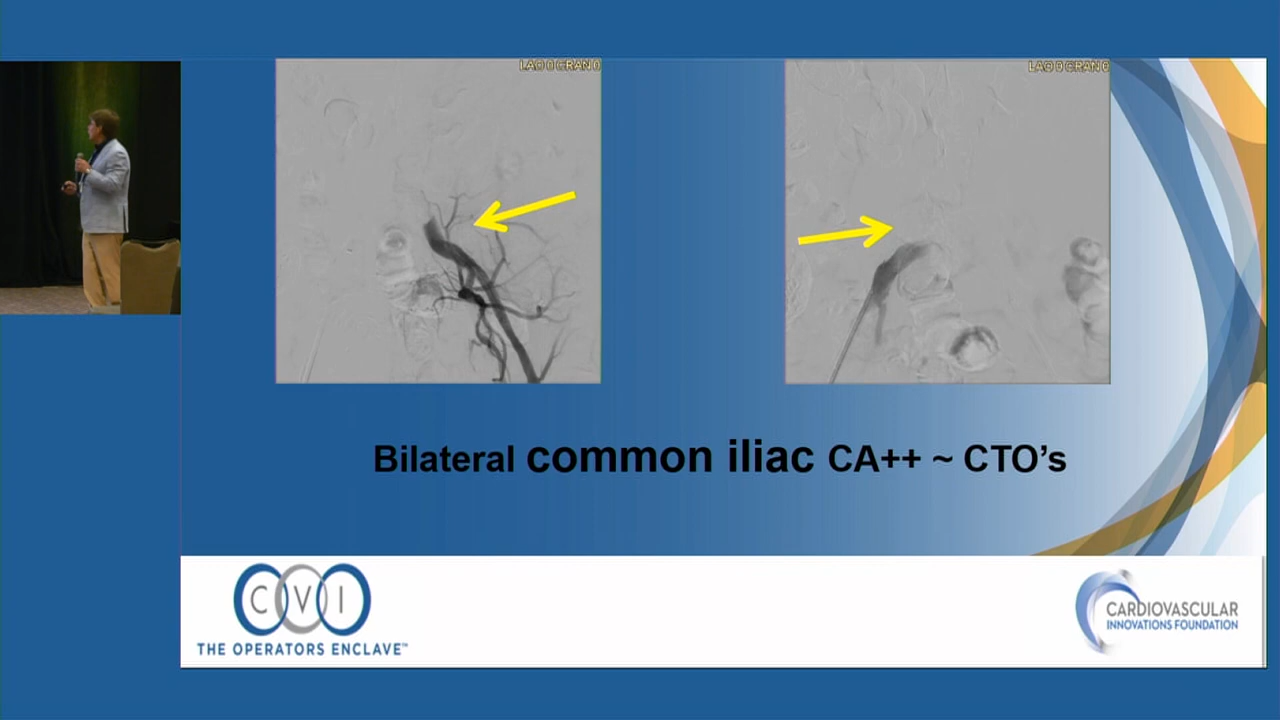 LAO 0 CRAN 0
LAO 0 CRAN 0
Bilateral common iliac CA++ ~ CTO's
C V I
THE OPERATORS ENCLAVE™
CARDIOVASCULAR
INNOVATIONS FOUNDATION